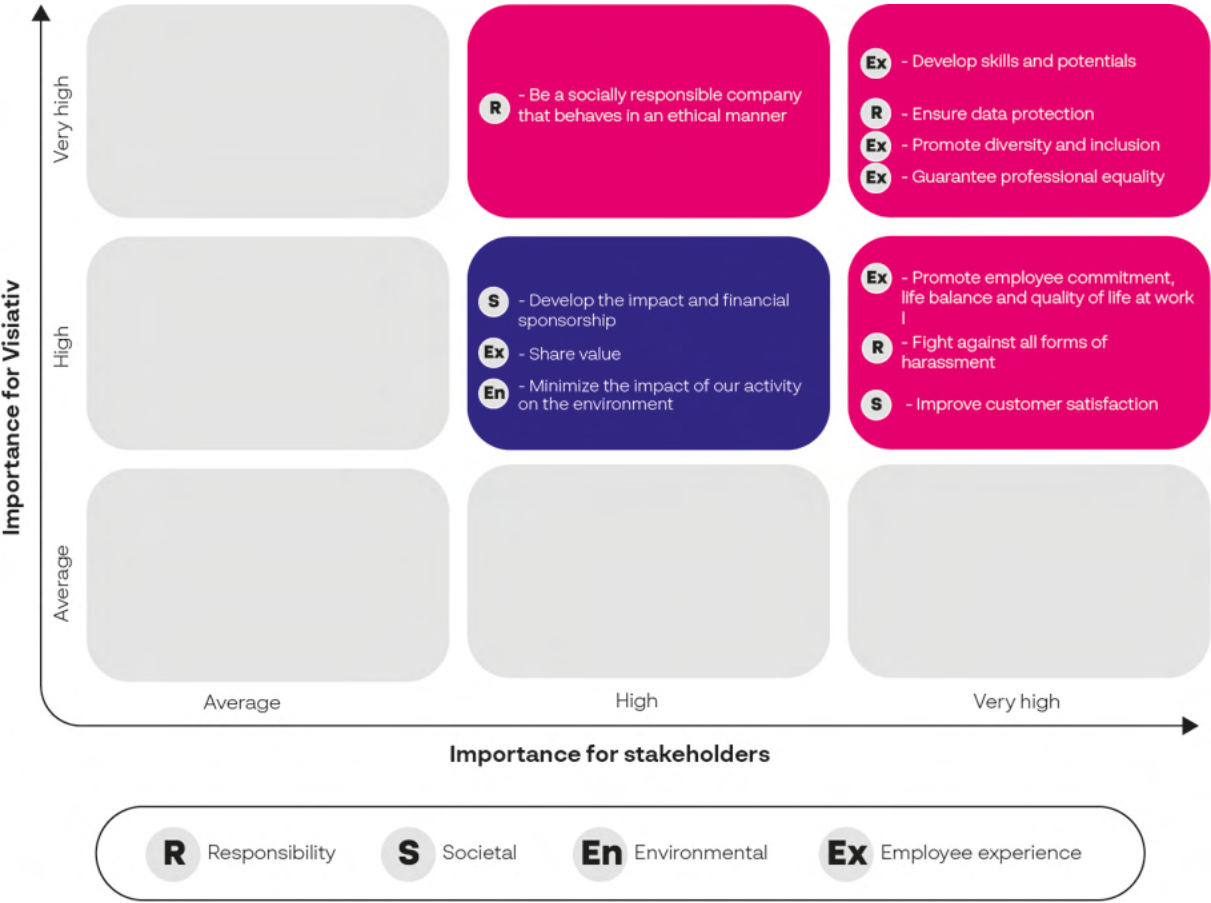 Importance for Visiativ
Very high
High
Average
R - Be a socially responsible company
that behaves in an ethical manner
Ex - Develop skills and potentials
R - Ensure data protection
Ex - Promote diversity and inclusion
Ex - Guarantee professional equality
S - Develop the impact and financial
sponsorship
Ex - Share value
En - Minimize the impact of our activity
on the environment
Ex - Promote employee commitment,
life balance and quality of life at work
I
R - Fight against all forms of
harassment
S - Improve customer satisfaction
Average
High
Very high
Importance for stakeholders
R Responsibility
S Societal
En Environmental
Ex Employee experience